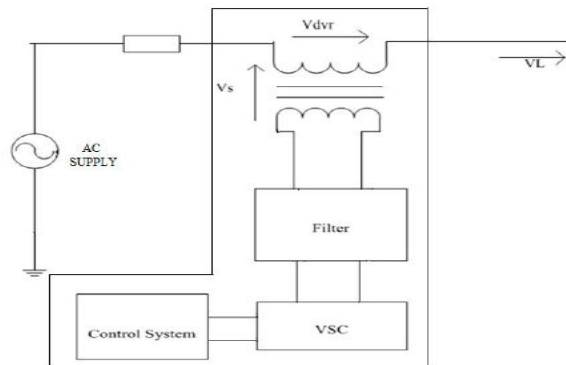 Vdvr
VL
Vs
AC
SUPPLY
Filter
Control System
VSC